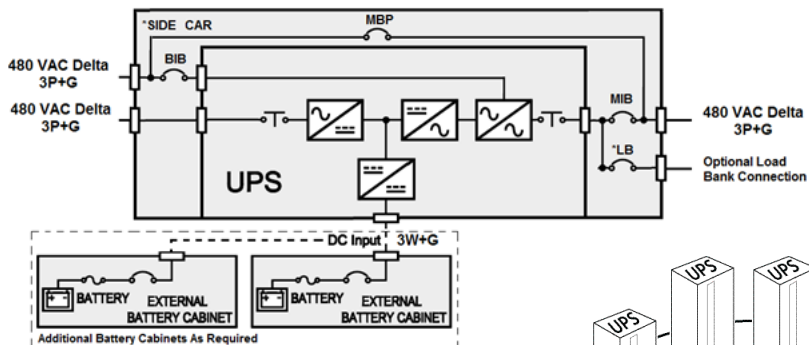 *SIDE CAR
MBP
480 VAC Delta
3P+G
BIB
480 VAC Delta
3P+G
MIB
480 VAC Delta
3P+G
*LB
Optional Load
Bank Connection
UPS
DC Input 3W+G
BATTERY
EXTERNAL
BATTERY CABINET
BATTERY
EXTERNAL
BATTERY CABINET
Additional Battery Cabinets As Required
UPS
UPS
UPS